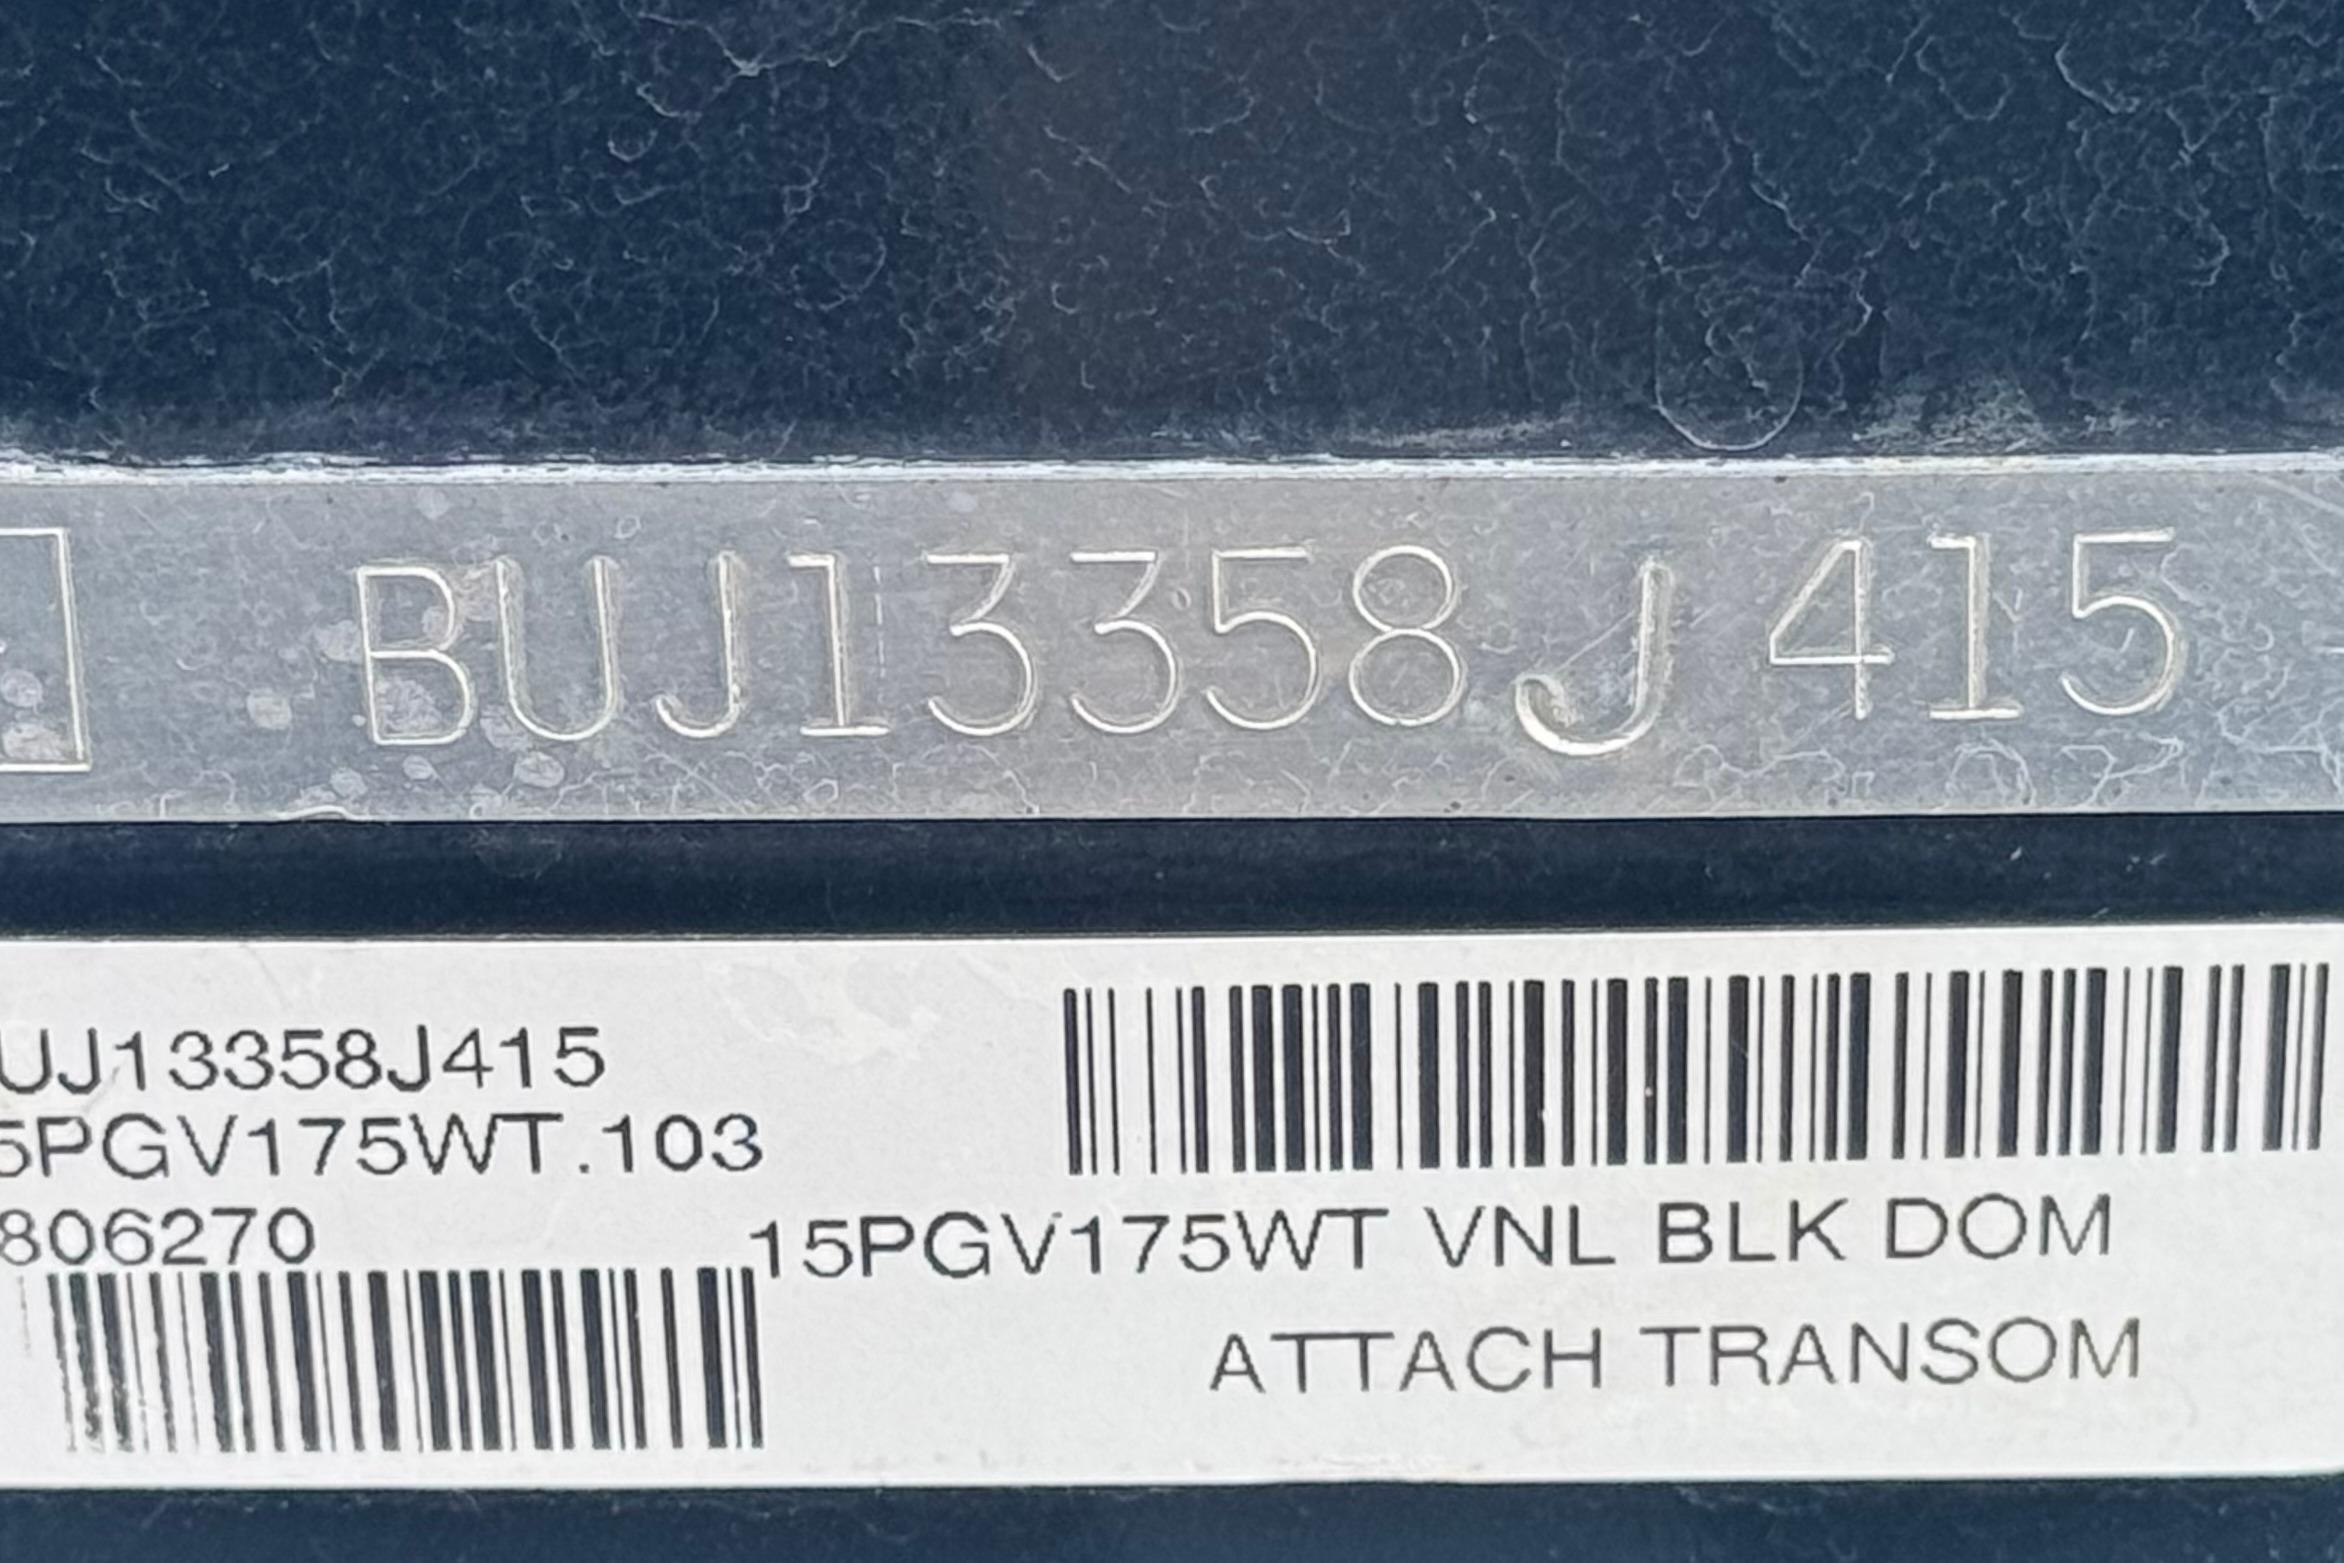 BUJ13358J415
UJ13358J415
5PGV175WT.103
806270
15PGV175WT VNL BLK DOM
ATTACH TRANSOM